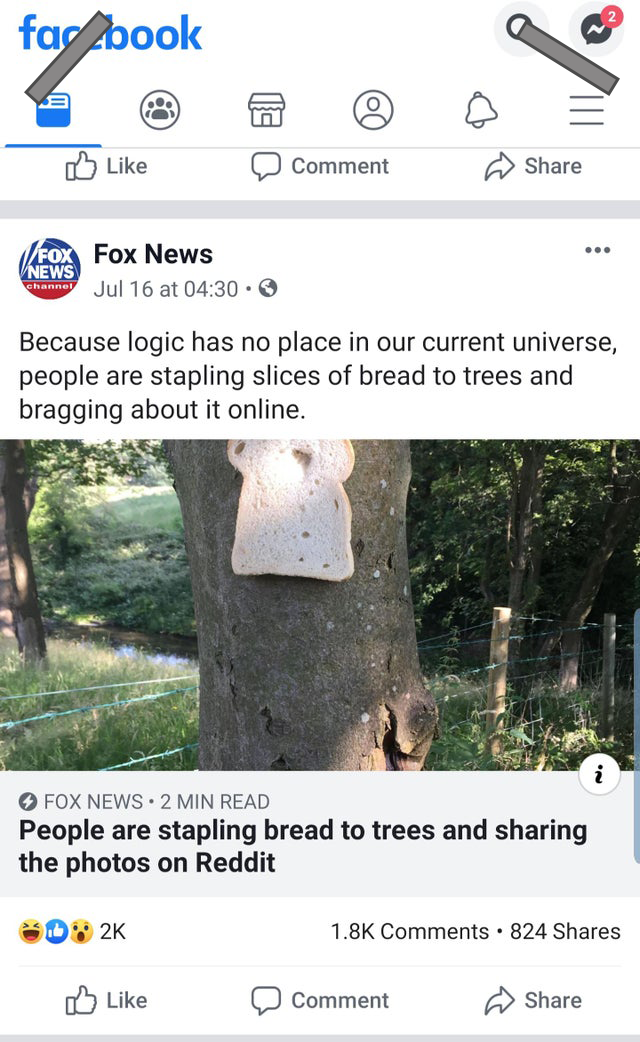 facebook
2
Like Comment Share
FOX
NEWS
channel
Fox News
Jul 16 at 04:30 •
Because logic has no place in our current universe,
people are stapling slices of bread to trees and
bragging about it online.
i
FOX NEWS • 2 MIN READ
People are stapling bread to trees and sharing
the photos on Reddit
2K 1.8K Comments • 824 Shares
Like Comment Share